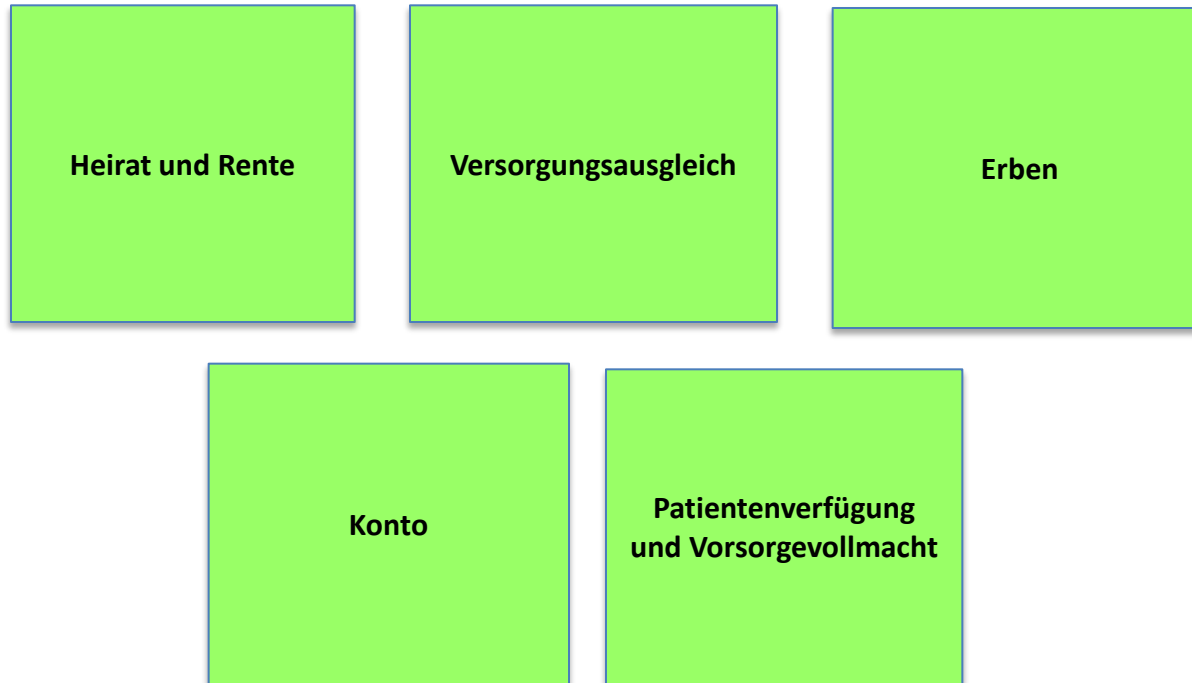 Heirat und Rente
Versorgungsausgleich
Erben
Konto
Patientenverfügung
und Vorsorgevollmacht